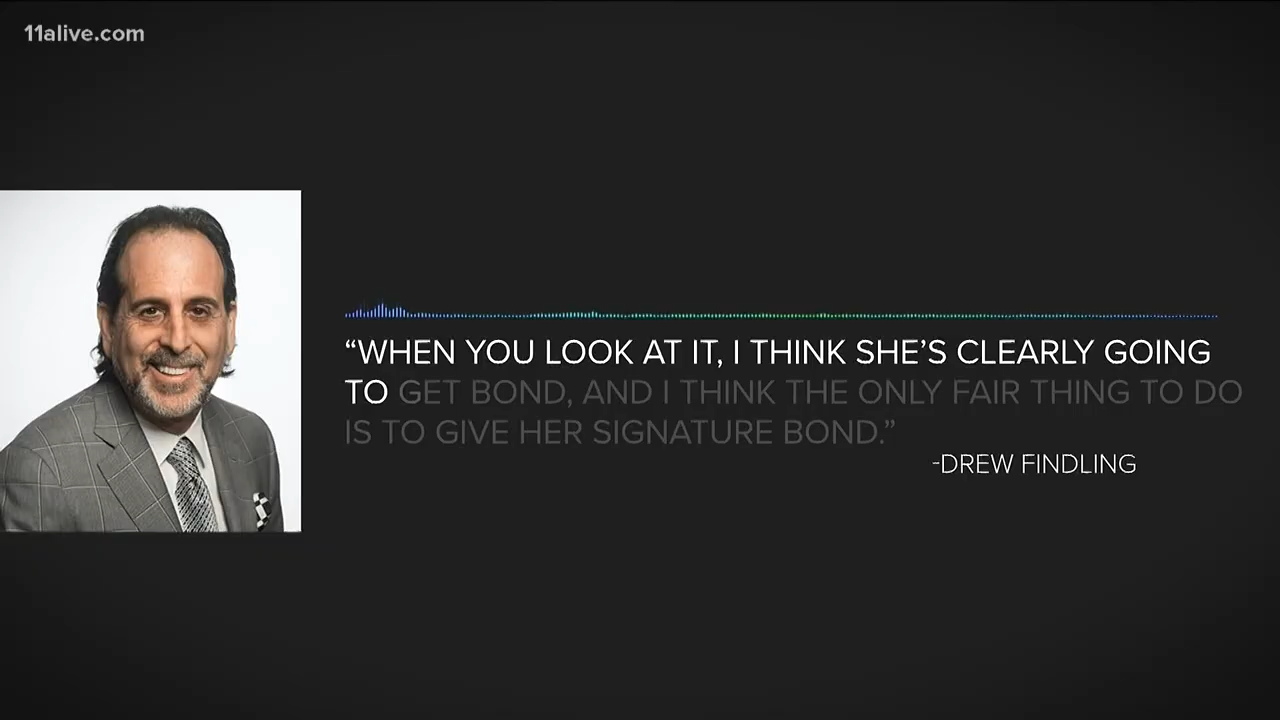 11alive.com
“WHEN YOU LOOK AT IT, I THINK SHE’S CLEARLY GOING
TO GET BOND, AND I THINK THE ONLY FAIR THING TO DO
IS TO GIVE HER SIGNATURE BOND.”
-DREW FINDLING